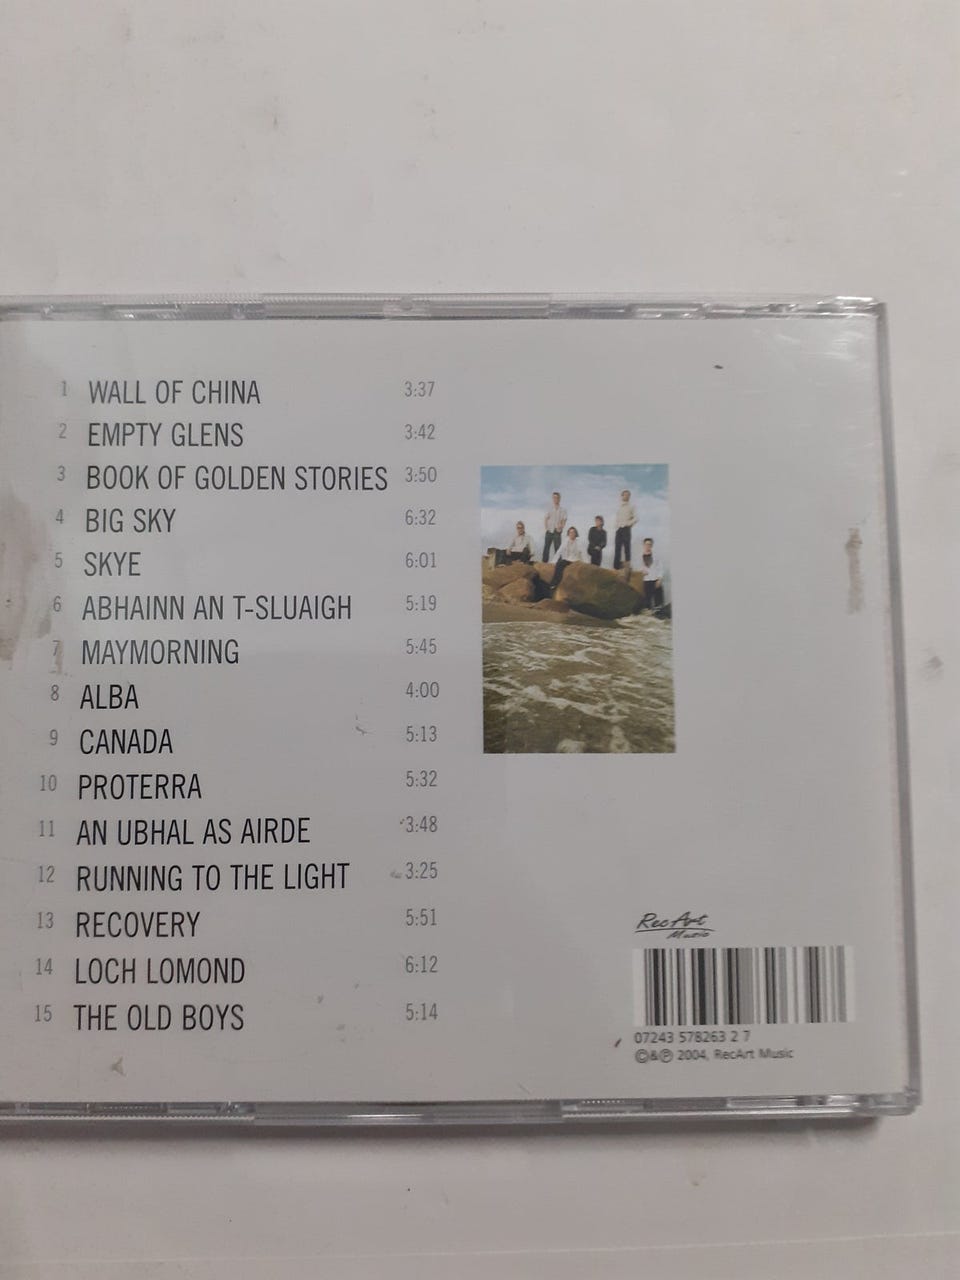 1 WALL OF CHINA 3:37
2 EMPTY GLENS 3:42
3 BOOK OF GOLDEN STORIES 3:50
4 BIG SKY 6:32
5 SKYE 6:01
6 ABHAINN AN T-SLUAIGH 5:19
7 MAYMORNING 5:45
8 ALBA 4:00
9 CANADA 5:13
10 PROTERRA 5:32
11 AN UBHAL AS AIRDE 3:48
12 RUNNING TO THE LIGHT 3:25
13 RECOVERY 5:51
14 LOCH LOMOND 6:12
15 THE OLD BOYS 5:14
RecArt
Music
07243 578263 2 7
©&℗ 2004, RecArt Music